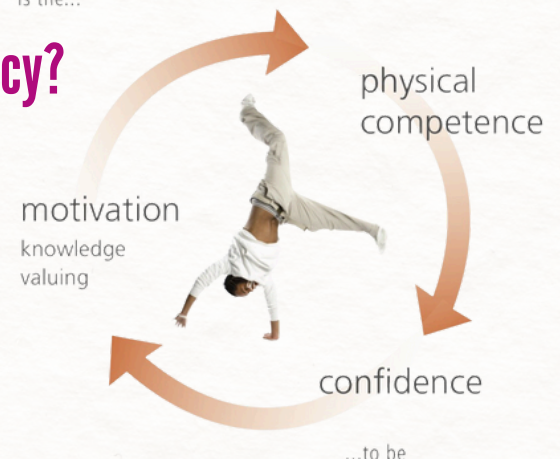 is the...
cy?
physical
competence
motivation
knowledge
valuing
confidence
...to be